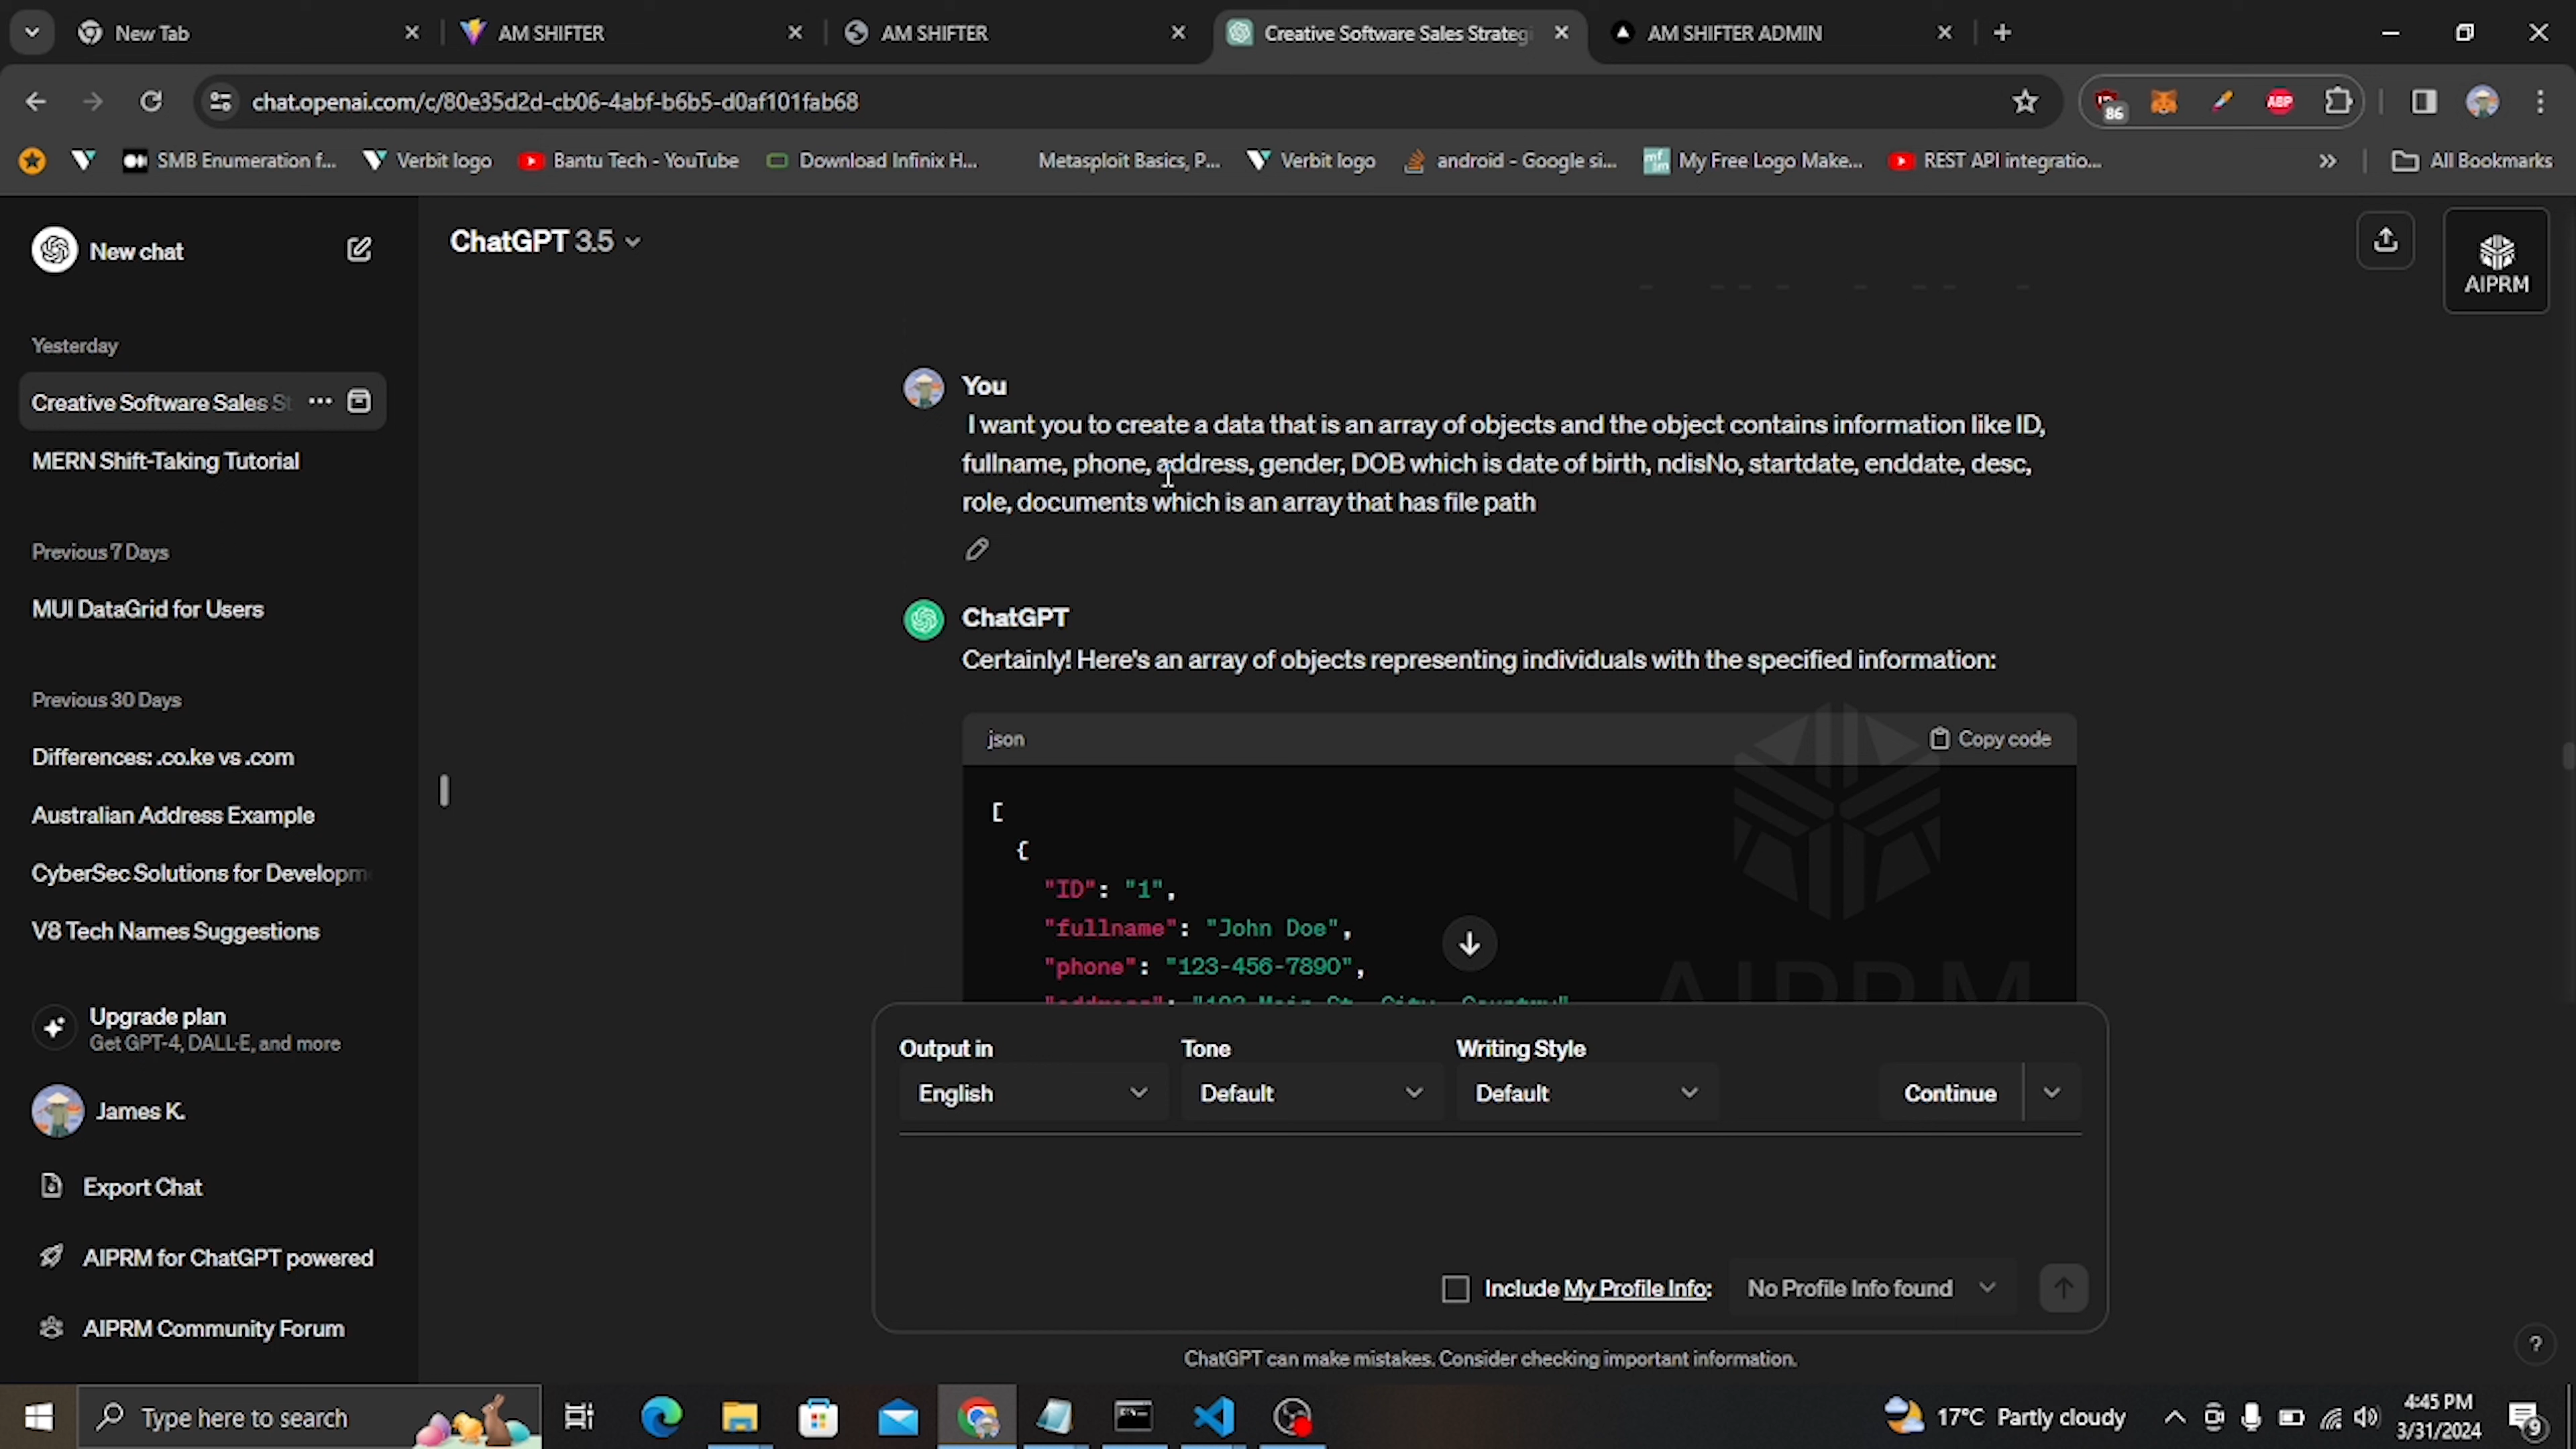 New Tab
AM SHIFTER
AM SHIFTER
Creative Software Sales Strategi
AM SHIFTER ADMIN
chat.openai.com/c/80e35d2d-cb06-4abf-b6b5-d0af101fab68
86
ABP
SMB Enumeration f...
Verbit logo
Bantu Tech - YouTube
Download Infinix H...
Metasploit Basics, P...
Verbit logo
android - Google si...
My Free Logo Make...
REST API integratio...
All Bookmarks
New chat
ChatGPT 3.5
AIPRM
Yesterday
Creative Software Sales St
MERN Shift-Taking Tutorial
Previous 7 Days
MUI DataGrid for Users
Previous 30 Days
Differences: .co.ke vs .com
Australian Address Example
CyberSec Solutions for Developm
V8 Tech Names Suggestions
Upgrade plan
Get GPT-4, DALL·E, and more
James K.
Export Chat
AIPRM for ChatGPT powered
AIPRM Community Forum
You
I want you to create a data that is an array of objects and the object contains information like ID,
fullname, phone, address, gender, DOB which is date of birth, ndisNo, startdate, enddate, desc,
role, documents which is an array that has file path
ChatGPT
Certainly! Here's an array of objects representing individuals with the specified information:
json
Copy code
[
{
"ID": "1",
"fullname": "John Doe",
"phone": "123-456-7890",
"address": "123 Main St, City, Country"
AIPRM
Output in
Tone
Writing Style
English
Default
Default
Continue
Include My Profile Info:
No Profile Info found
ChatGPT can make mistakes. Consider checking important information.
?
Type here to search
17°C Partly cloudy
4:45 PM
3/31/2024
9